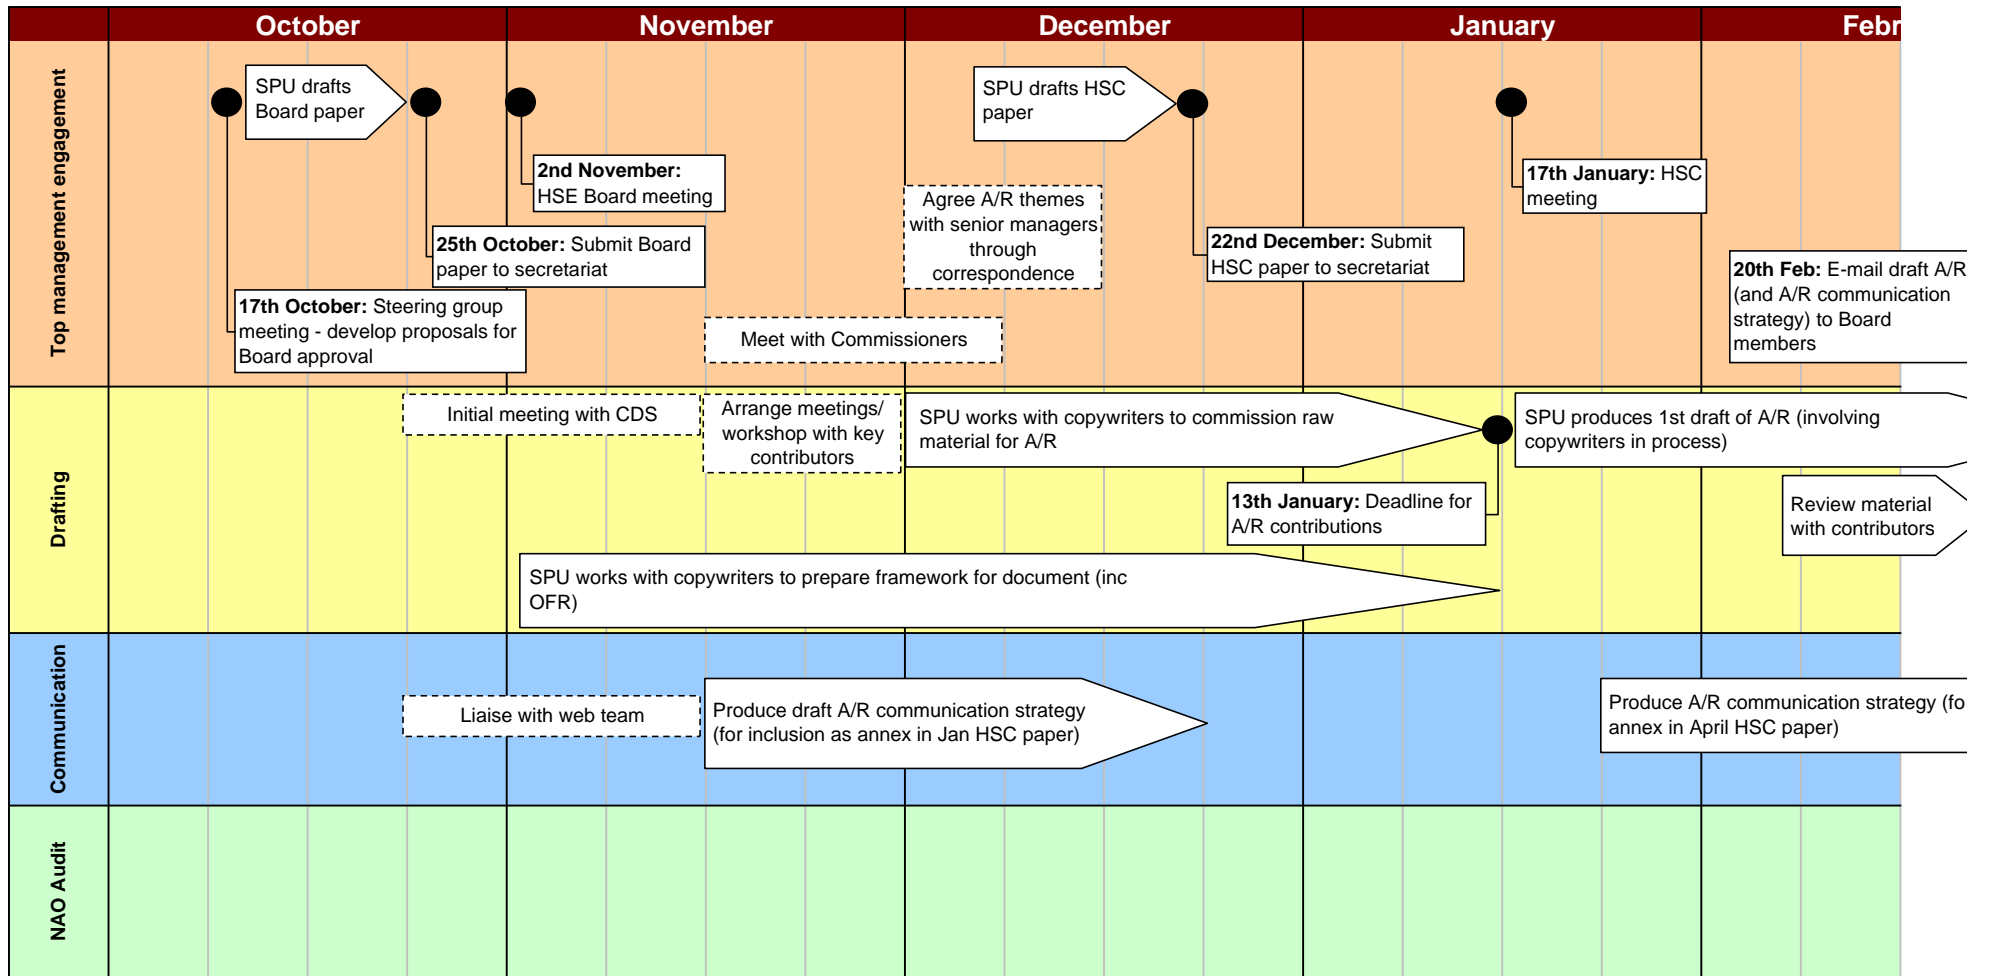 October
November
December
January
Febr
Top management engagement
SPU drafts
Board paper
SPU drafts HSC
paper
2nd November:
HSE Board meeting
17th January: HSC
meeting
Agree A/R themes
with senior managers
through
correspondence
25th October: Submit Board
paper to secretariat
22nd December: Submit
HSC paper to secretariat
20th Feb: E-mail draft A/R
(and A/R communication
strategy) to Board
members
17th October: Steering group
meeting - develop proposals for
Board approval
Meet with Commissioners
Drafting
Initial meeting with CDS
Arrange meetings/
workshop with key
contributors
SPU works with copywriters to commission raw
material for A/R
SPU produces 1st draft of A/R (involving
copywriters in process)
13th January: Deadline for
A/R contributions
Review material
with contributors
SPU works with copywriters to prepare framework for document (inc
OFR)
Communication
Liaise with web team
Produce draft A/R communication strategy
(for inclusion as annex in Jan HSC paper)
Produce A/R communication strategy (fo
annex in April HSC paper)
NAO Audit